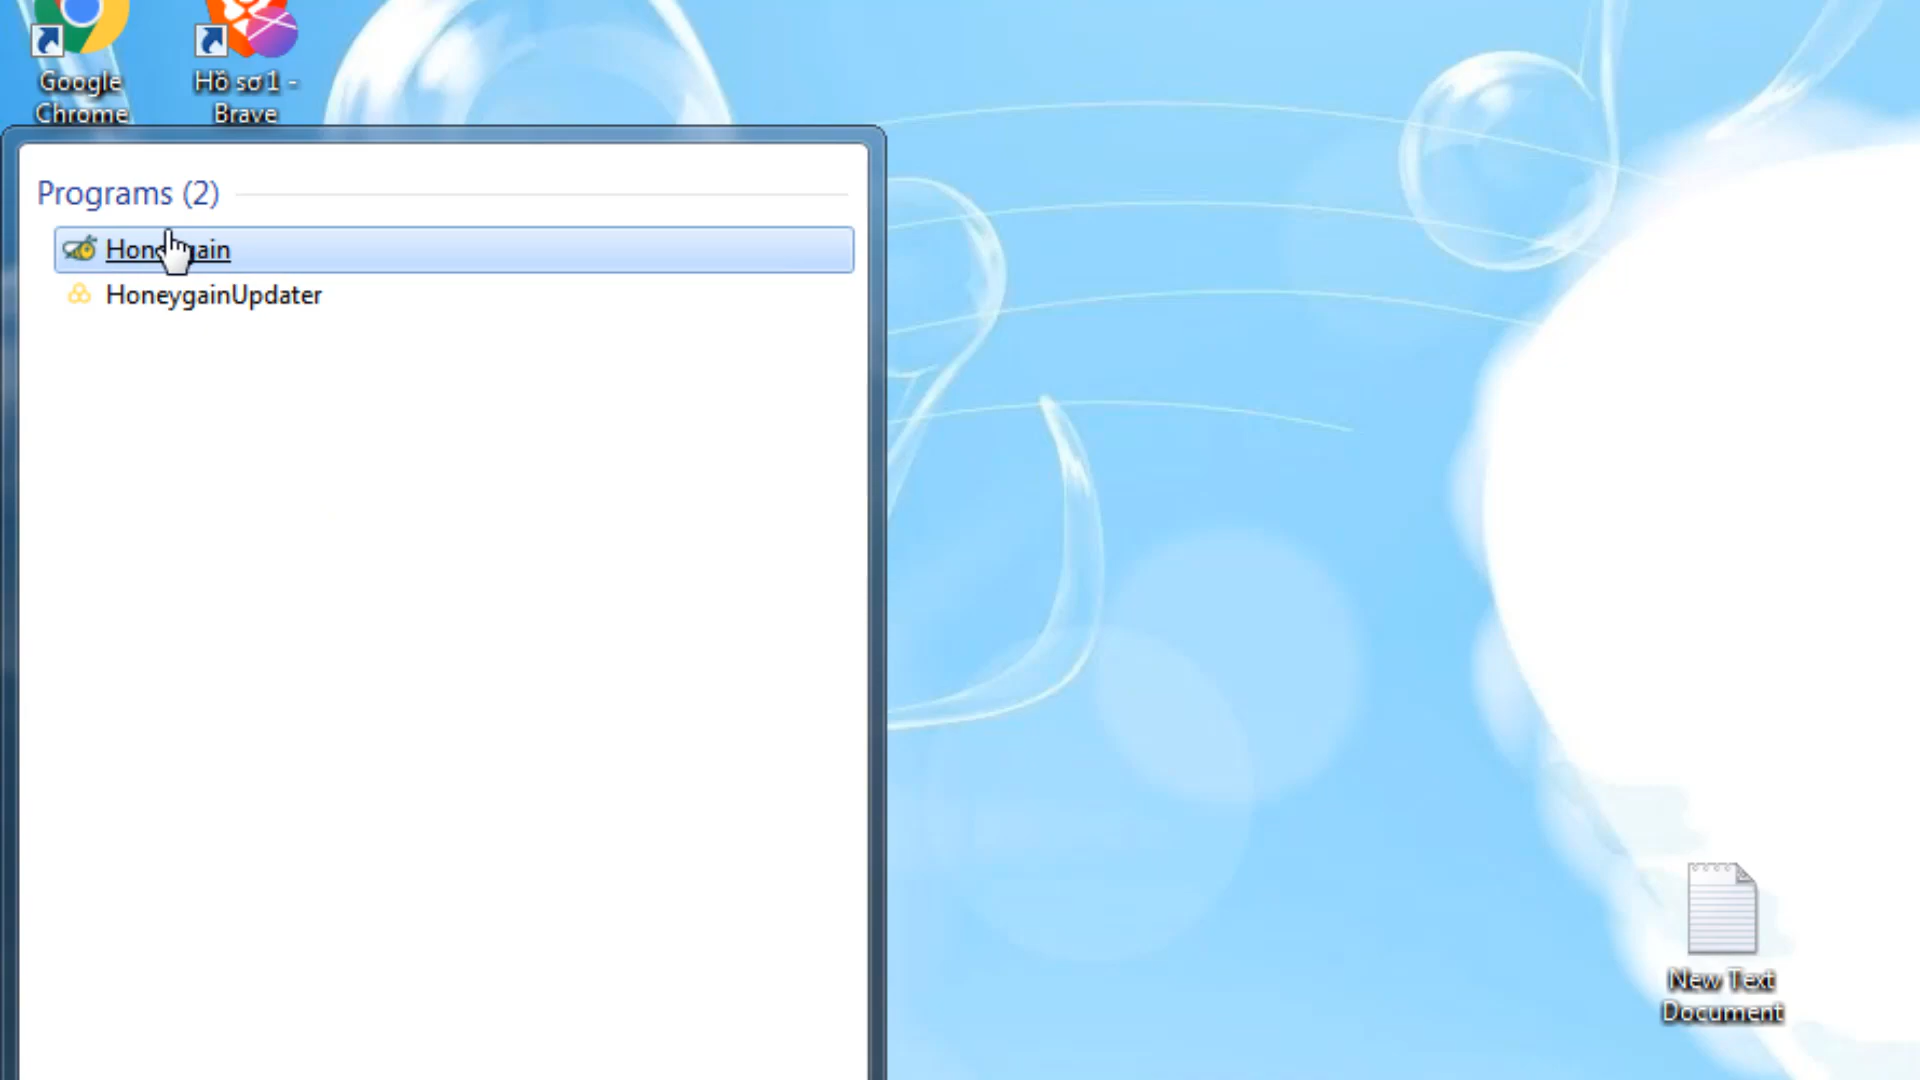 Google
Chrome
Hồ sơ 1 -
Brave
Programs (2)
Honeygain
HoneygainUpdater
New Text
Document